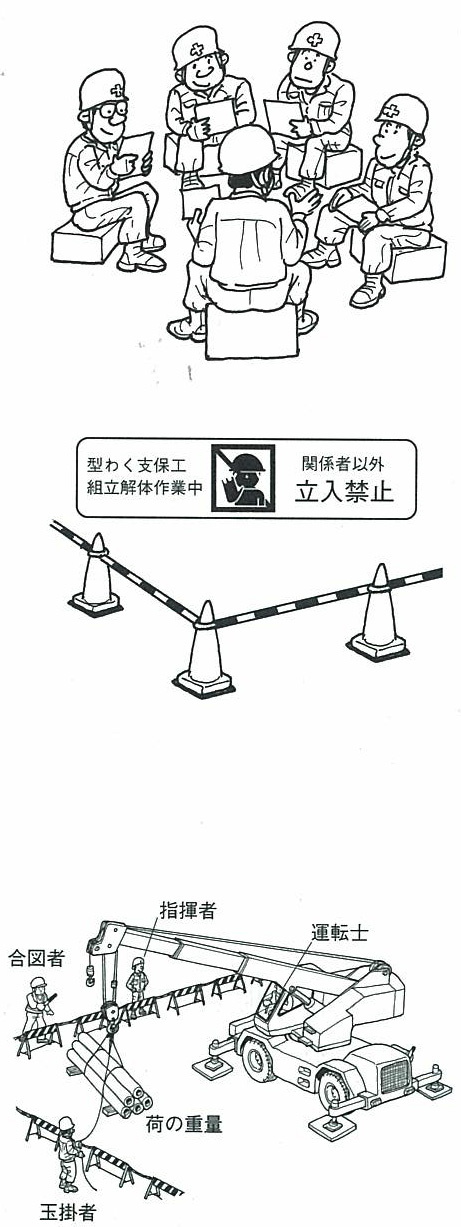 型わく支保工
組立解体作業中
関係者以外
立入禁止
指揮者
運転士
合図者
荷の重量
玉掛者